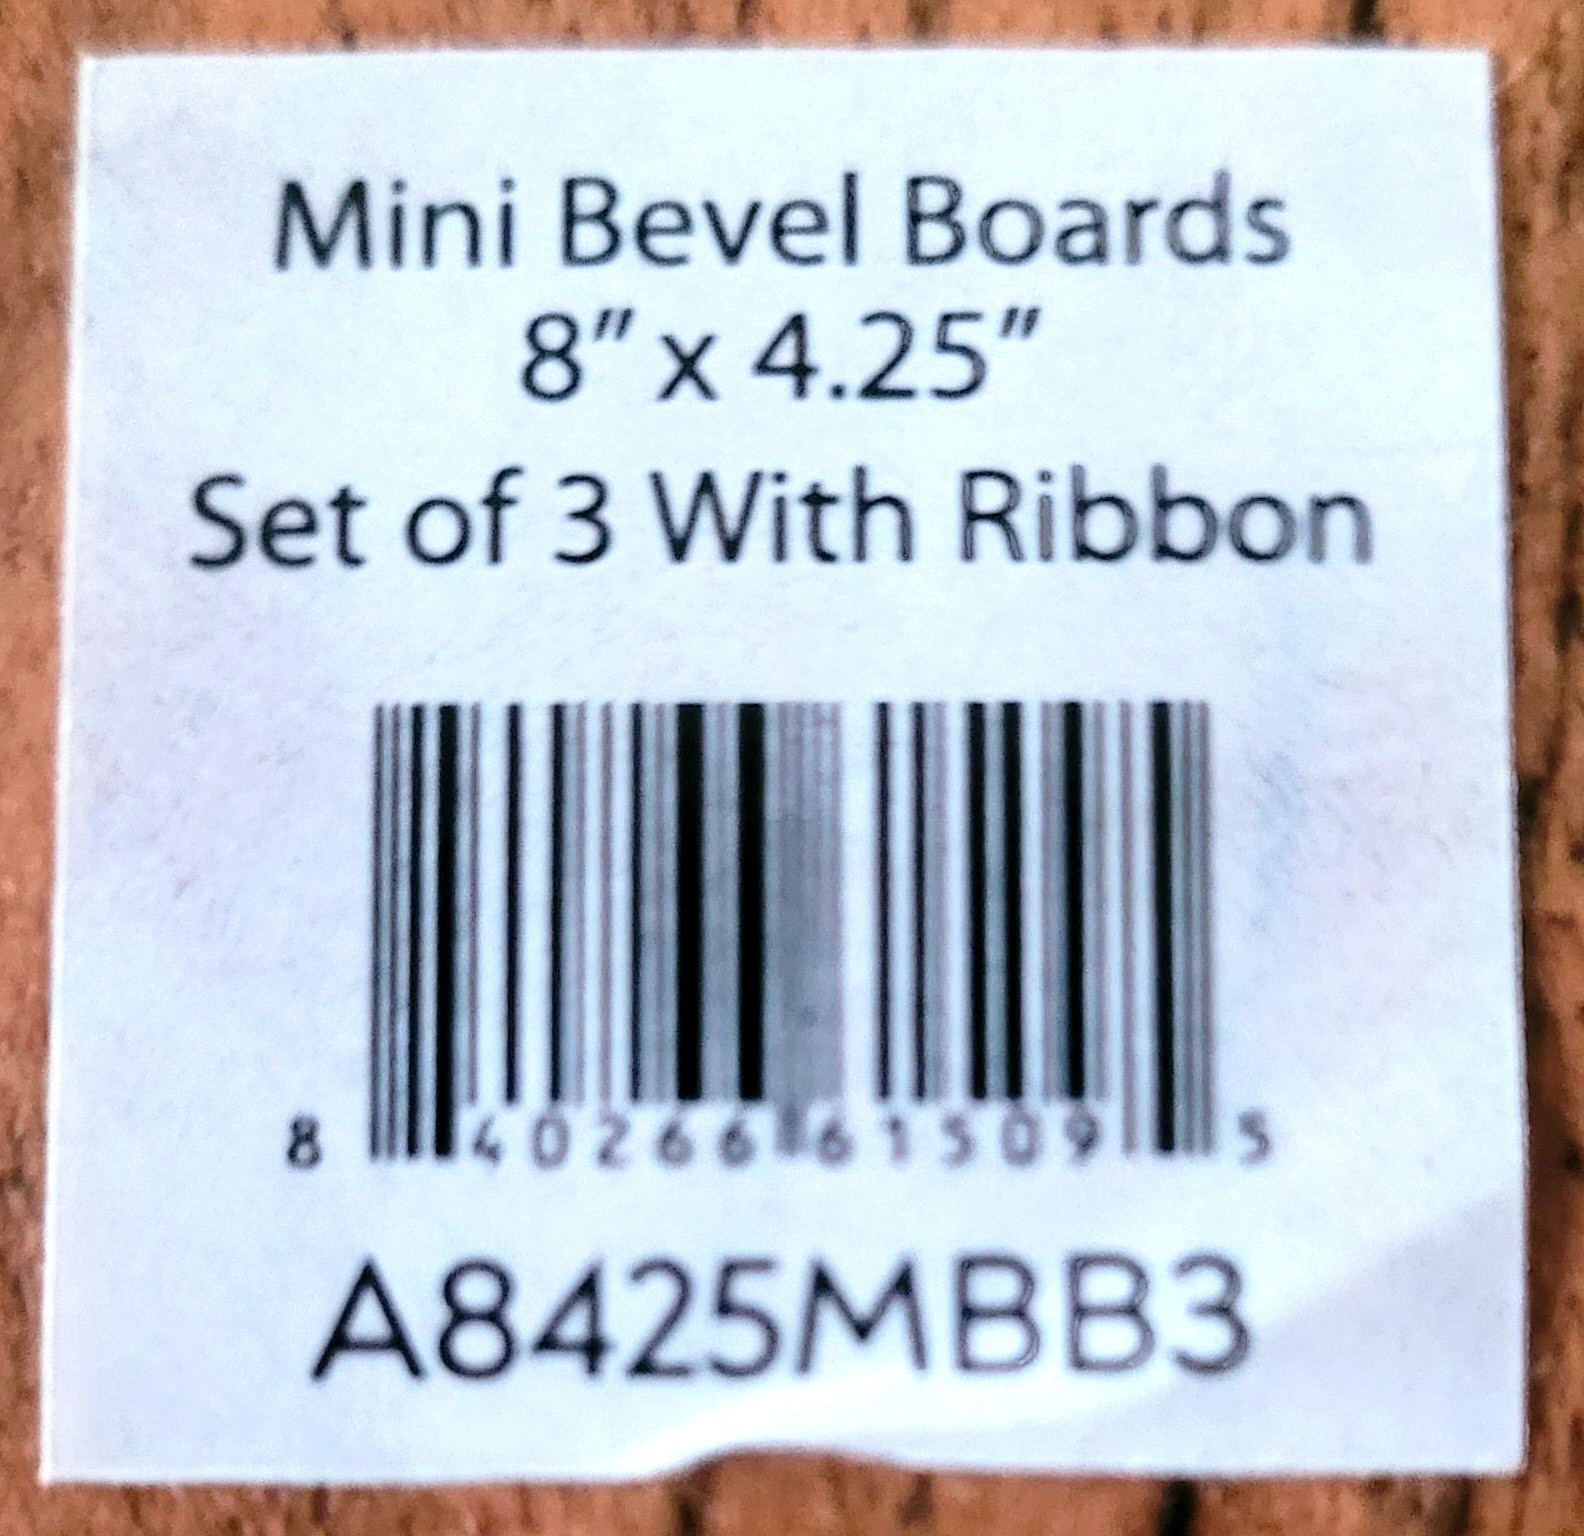 Mini Bevel Boards
8” x 4.25”
Set of 3 With Ribbon
8 40266 61509 5
A8425MBB3